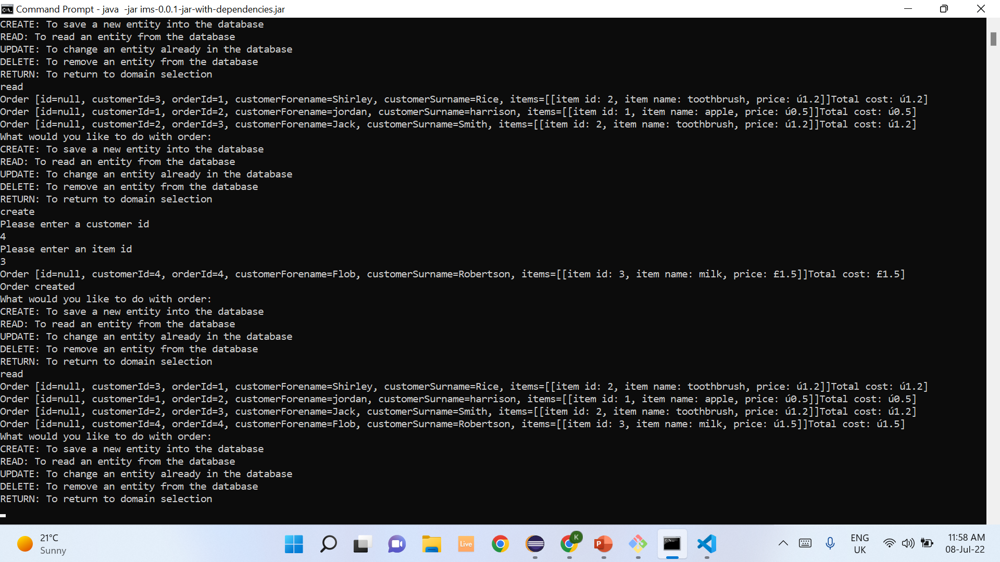 Command Prompt - java  -jar ims-0.0.1-jar-with-dependencies.jar
CREATE: To save a new entity into the database
READ: To read an entity from the database
UPDATE: To change an entity already in the database
DELETE: To remove an entity from the database
RETURN: To return to domain selection
read
Order [id=null, customerId=3, orderId=1, customerForename=Shirley, customerSurname=Rice, items=[[item id: 2, item name: toothbrush, price: ú1.2]]Total cost: ú1.2]
Order [id=null, customerId=1, orderId=2, customerForename=jordan, customerSurname=harrison, items=[[item id: 1, item name: apple, price: ú0.5]]Total cost: ú0.5]
Order [id=null, customerId=2, orderId=3, customerForename=Jack, customerSurname=Smith, items=[[item id: 2, item name: toothbrush, price: ú1.2]]Total cost: ú1.2]
What would you like to do with order:
CREATE: To save a new entity into the database
READ: To read an entity from the database
UPDATE: To change an entity already in the database
DELETE: To remove an entity from the database
RETURN: To return to domain selection
create
Please enter a customer id
4
Please enter an item id
3
Order [id=null, customerId=4, orderId=4, customerForename=Flob, customerSurname=Robertson, items=[[item id: 3, item name: milk, price: £1.5]]Total cost: £1.5]
Order created
What would you like to do with order:
CREATE: To save a new entity into the database
READ: To read an entity from the database
UPDATE: To change an entity already in the database
DELETE: To remove an entity from the database
RETURN: To return to domain selection
read
Order [id=null, customerId=3, orderId=1, customerForename=Shirley, customerSurname=Rice, items=[[item id: 2, item name: toothbrush, price: ú1.2]]Total cost: ú1.2]
Order [id=null, customerId=1, orderId=2, customerForename=jordan, customerSurname=harrison, items=[[item id: 1, item name: apple, price: ú0.5]]Total cost: ú0.5]
Order [id=null, customerId=2, orderId=3, customerForename=Jack, customerSurname=Smith, items=[[item id: 2, item name: toothbrush, price: ú1.2]]Total cost: ú1.2]
Order [id=null, customerId=4, orderId=4, customerForename=Flob, customerSurname=Robertson, items=[[item id: 3, item name: milk, price: ú1.5]]Total cost: ú1.5]
What would you like to do with order:
CREATE: To save a new entity into the database
READ: To read an entity from the database
UPDATE: To change an entity already in the database
DELETE: To remove an entity from the database
RETURN: To return to domain selection
21°C
Sunny
Live
K
P
C:\.
ENG
UK
11:58 AM
08-Jul-22